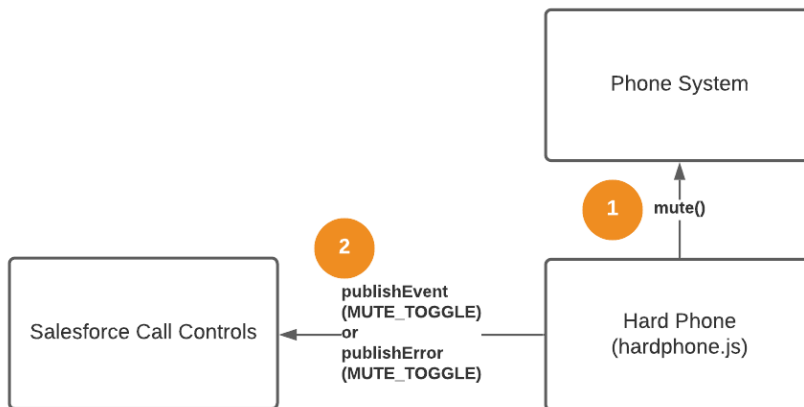 Phone System
1
mute()
2
publishEvent
(MUTE_TOGGLE)
or
publishError
(MUTE_TOGGLE)
Salesforce Call Controls
Hard Phone
(hardphone.js)